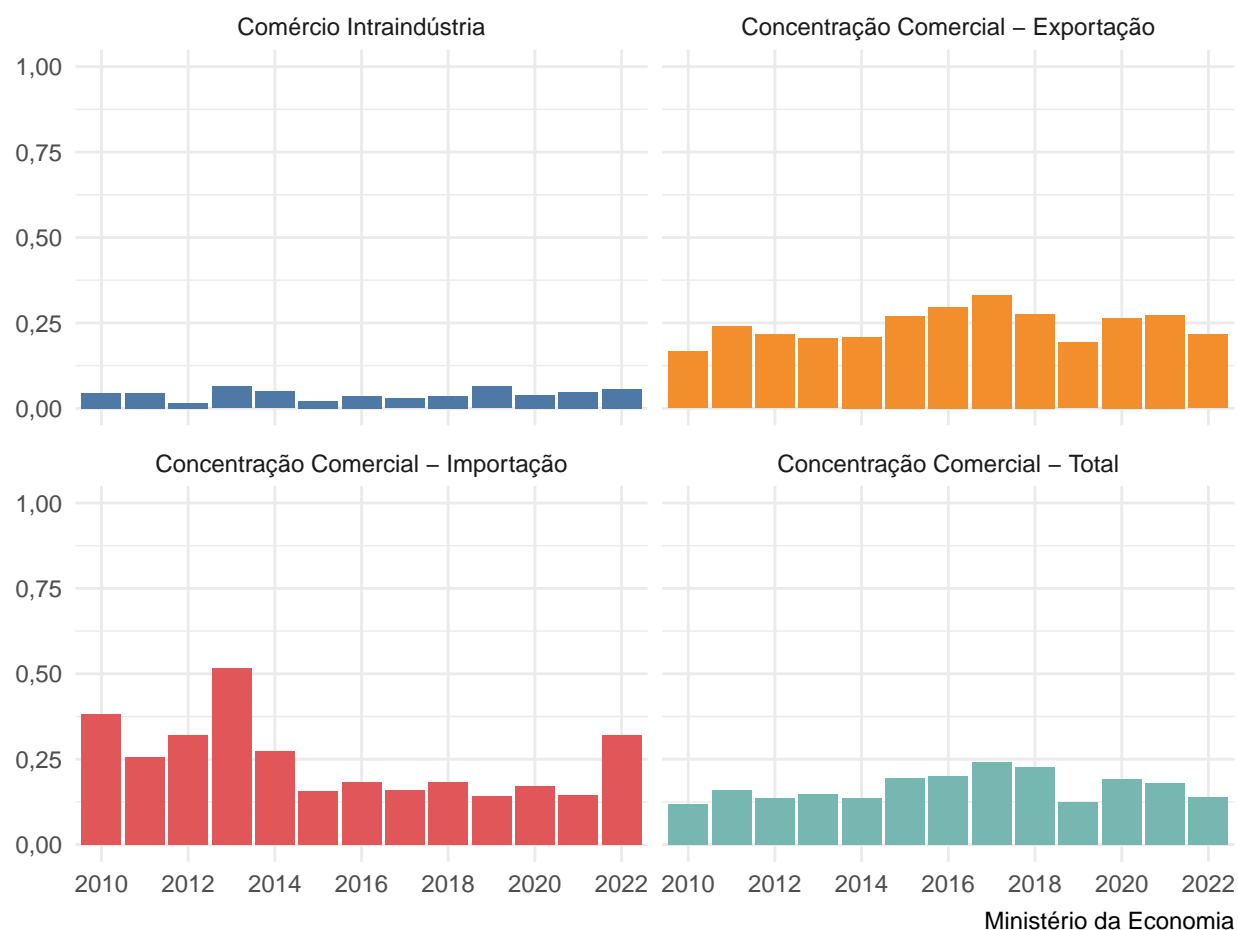 Comércio Intraindústria
Concentração Comercial – Exportação
1,00
0,75
0,50
0,25
0,00
Concentração Comercial – Importação
Concentração Comercial – Total
1,00
0,75
0,50
0,25
0,00
2010 2012 2014 2016 2018 2020 2022
2010 2012 2014 2016 2018 2020 2022
Ministério da Economia